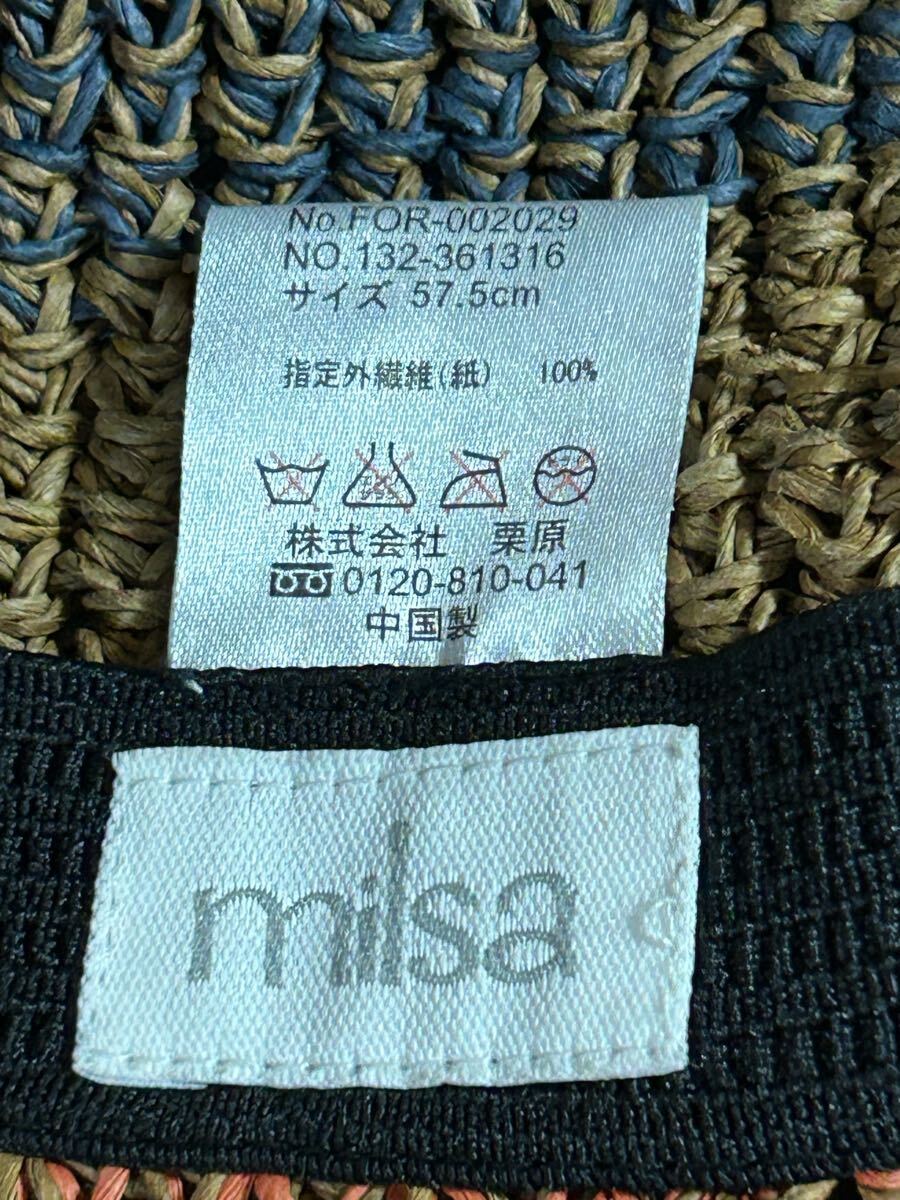 No.FOR-002029
NO.132-361316
サイズ 57.5cm
指定外繊維(紙) 100%
株式会社 栗原
0120-810-041
中国製
milsa